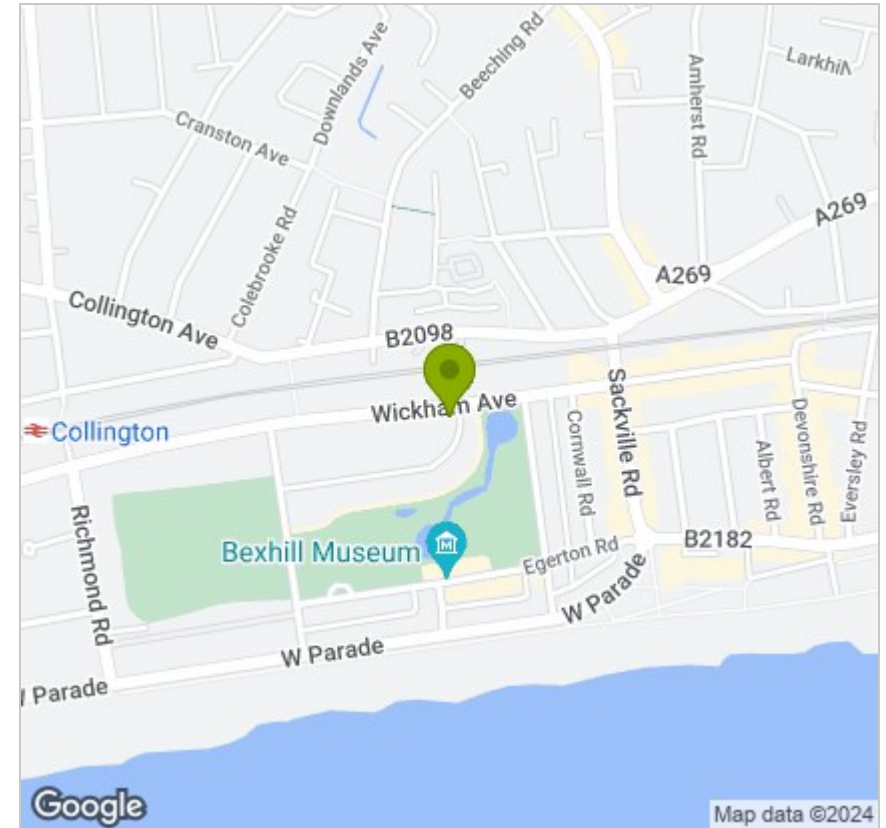 Beeching Rd
Larkhil
Downlands Ave
Amherst Rd
Cranston Ave
A269
Colebrooke Rd
A269
Collington Ave
B2098
Wickham Ave
Sackville Rd
Collington
Cornwall Rd
Devonshire Rd
Eversley Rd
Albert Rd
Richmond Rd
Bexhill Museum
B2182
Egerton Rd
W Parade
W Parade
Parade
Google
Map data ©2024